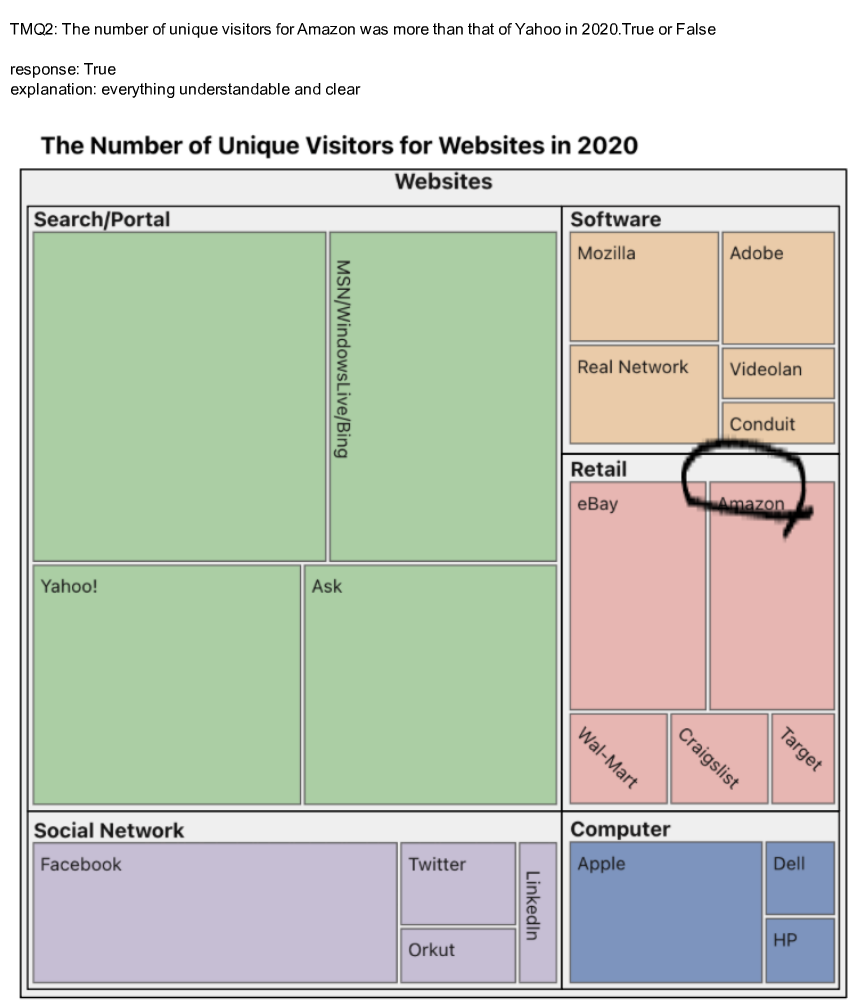 TMQ2: The number of unique visitors for Amazon was more than that of Yahoo in 2020.True or False
response: True
explanation: everything understandable and clear
The Number of Unique Visitors for Websites in 2020
Websites
Search/Portal
MSN/WindowsLive/Bing
Yahoo!
Ask
Software
Mozilla
Adobe
Real Network
Videolan
Conduit
Retail
eBay
Amazon
Wal-Mart
Craigslist
Target
Social Network
Facebook
Twitter
LinkedIn
Orkut
Computer
Apple
Dell
HP